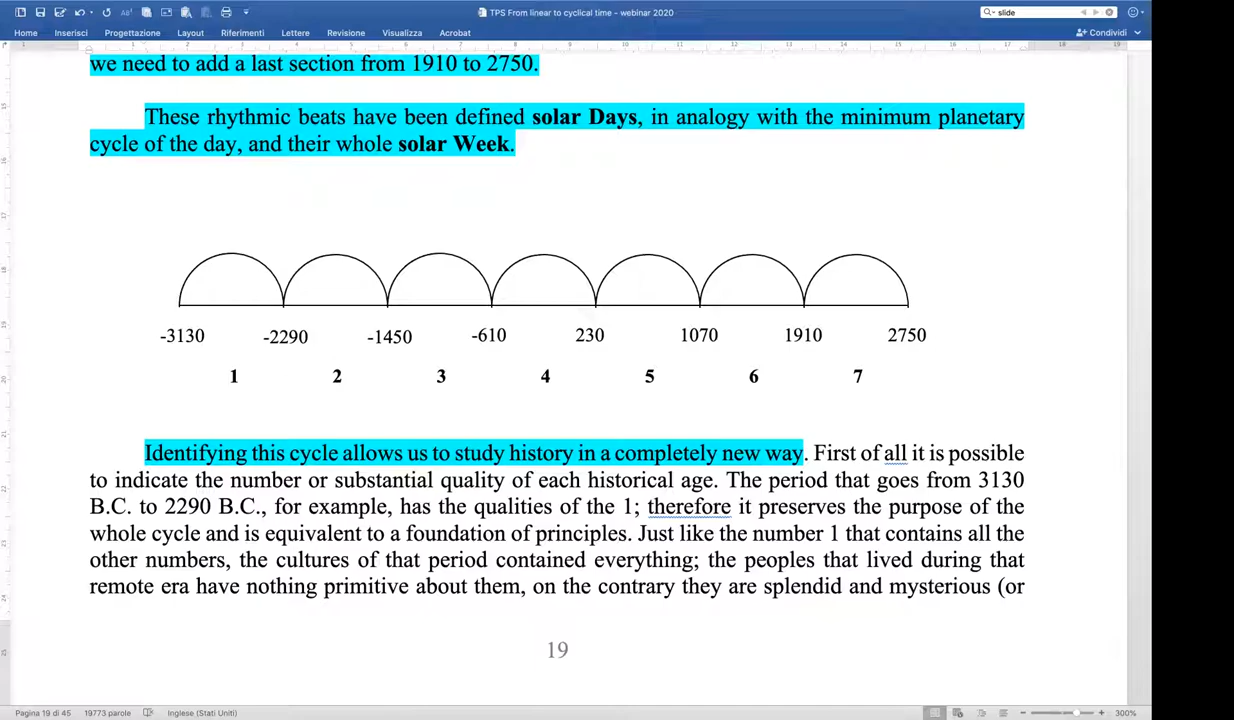 TPS From linear to cyclical time - webinar 2020
slide
Home Inserisci Progettazione Layout Riferimenti Lettere Revisione Visualizza Acrobat
Condividi
we need to add a last section from 1910 to 2750.
These rhythmic beats have been defined solar Days, in analogy with the minimum planetary
cycle of the day, and their whole solar Week.
-3130 -2290 -1450 -610 230 1070 1910 2750
1 2 3 4 5 6 7
Identifying this cycle allows us to study history in a completely new way. First of all it is possible
to indicate the number or substantial quality of each historical age. The period that goes from 3130
B.C. to 2290 B.C., for example, has the qualities of the 1; therefore it preserves the purpose of the
whole cycle and is equivalent to a foundation of principles. Just like the number 1 that contains all the
other numbers, the cultures of that period contained everything; the peoples that lived during that
remote era have nothing primitive about them, on the contrary they are splendid and mysterious (or
19
Pagina 19 di 45 19773 parole Inglese (Stati Uniti) 300%